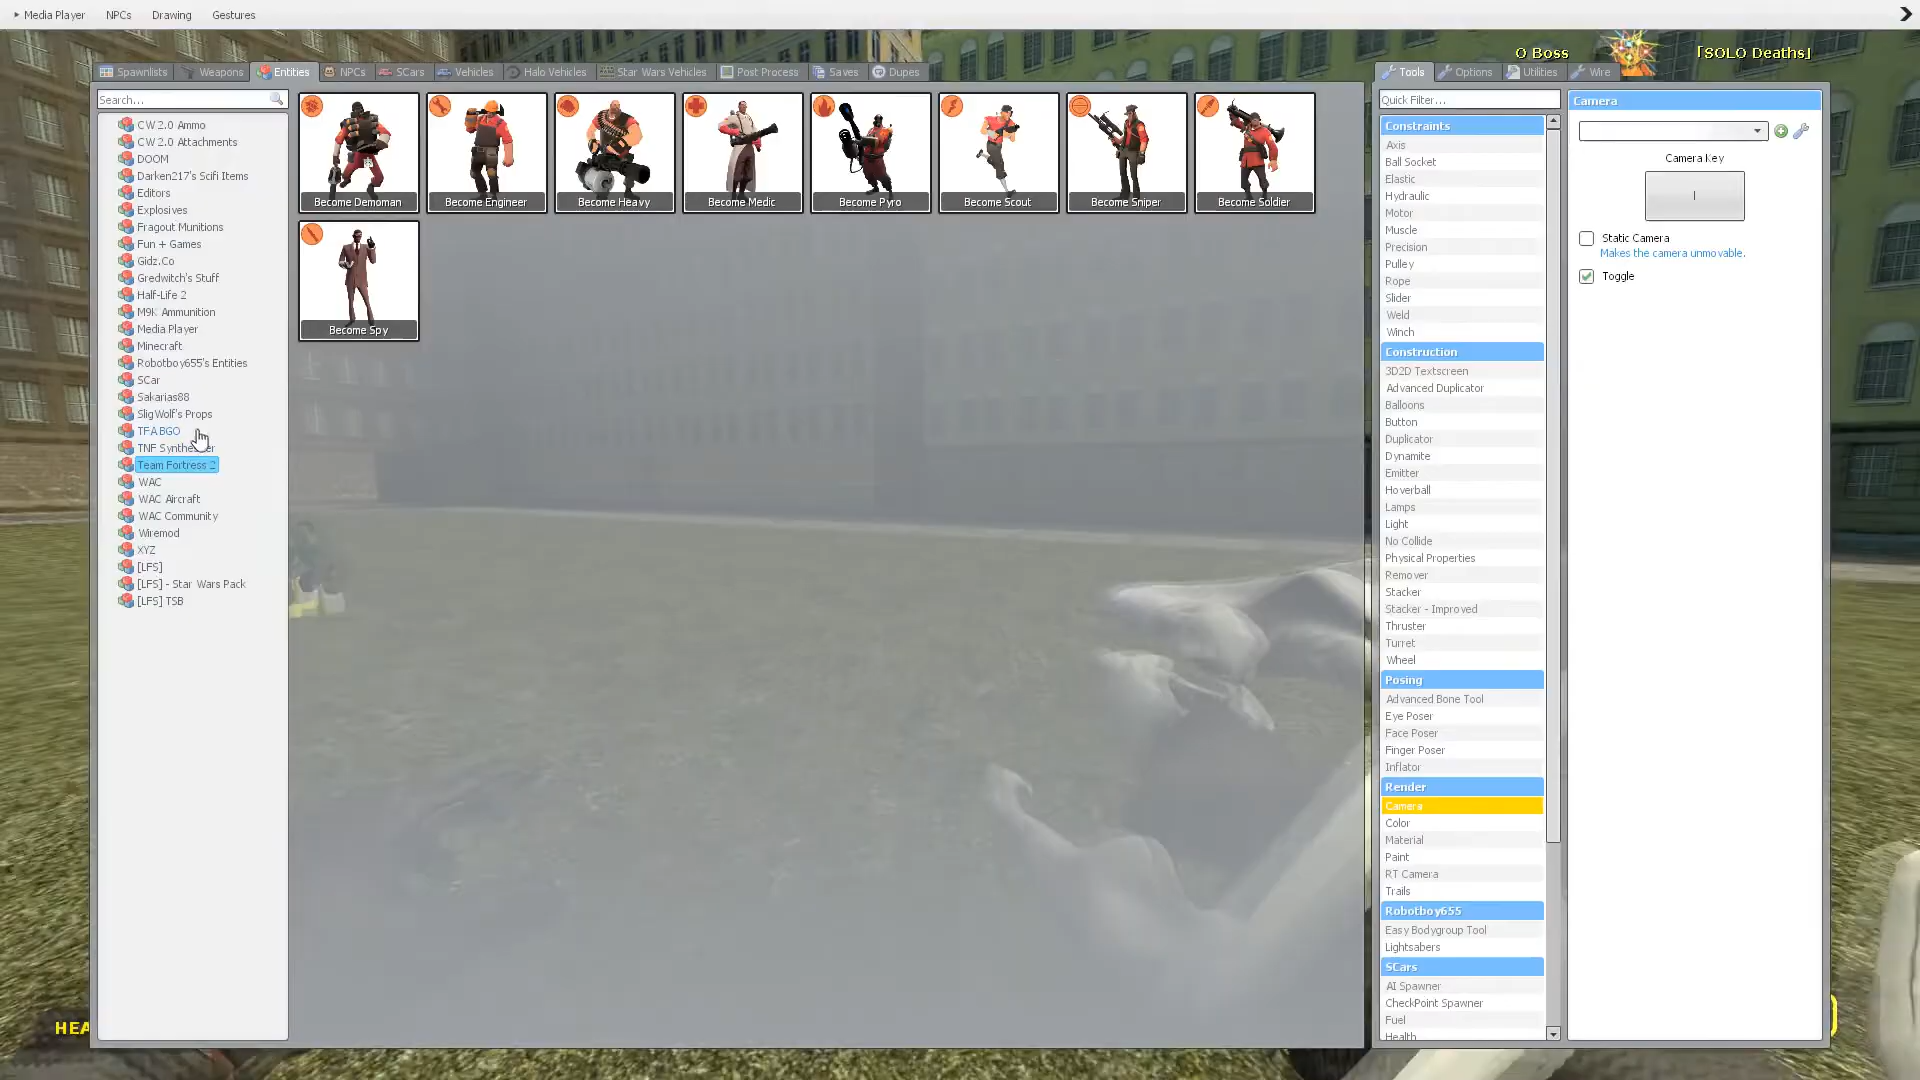 Media Player NPCs Drawing Gestures
O Boss [SOLO Deaths]
Spawnlists Weapons Entities NPCs SCars Vehicles Halo Vehicles Star Wars Vehicles Post Process Saves Dupes
Tools Options Utilities Wire
Search...
CW 2.0 Ammo
CW 2.0 Attachments
DOOM
Darken217's Scifi Items
Editors
Explosives
Fragout Munitions
Fun + Games
Gidz.Co
Gredwitch's Stuff
Half-Life 2
M9K Ammunition
Media Player
Minecraft
Robotboy655's Entities
SCar
Sakarias88
SligWolf's Props
TFA BGO
TNF Synthesizer
Team Fortress 2
WAC
WAC Aircraft
WAC Community
Wiremod
XYZ
[LFS]
[LFS] - Star Wars Pack
[LFS] TSB
Become Demoman
Become Engineer
Become Heavy
Become Medic
Become Pyro
Become Scout
Become Sniper
Become Soldier
Become Spy
Quick Filter...
Constraints
Axis
Ball Socket
Elastic
Hydraulic
Motor
Muscle
Precision
Pulley
Rope
Slider
Weld
Winch
Construction
3D2D Textscreen
Advanced Duplicator
Balloons
Button
Duplicator
Dynamite
Emitter
Hoverball
Lamps
Light
No Collide
Physical Properties
Remover
Stacker
Stacker - Improved
Thruster
Turret
Wheel
Posing
Advanced Bone Tool
Eye Poser
Face Poser
Finger Poser
Inflator
Render
Camera
Color
Material
Paint
RT Camera
Trails
Robotboy655
Easy Bodygroup Tool
Lightsabers
SCars
AI Spawner
CheckPoint Spawner
Fuel
Health
Camera
Camera Key
Static Camera
Makes the camera unmovable.
Toggle
HEA